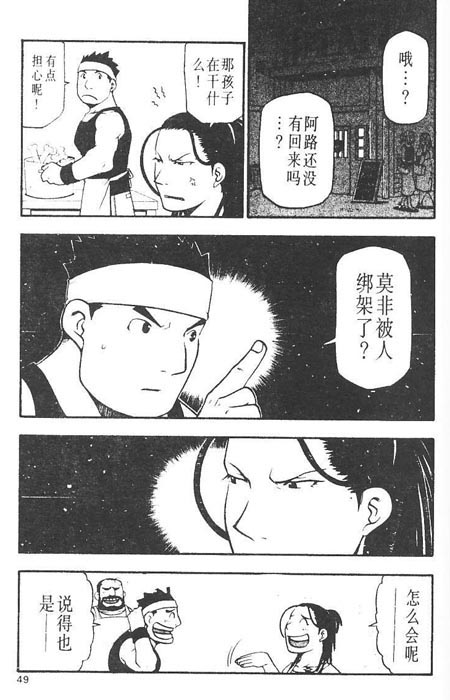 哦…？
阿路还没
有回来吗
…？
那孩子
在干什
么！
有点
担心呢！
莫非被人
绑架了？
—怎么会呢
说得也
是—
49